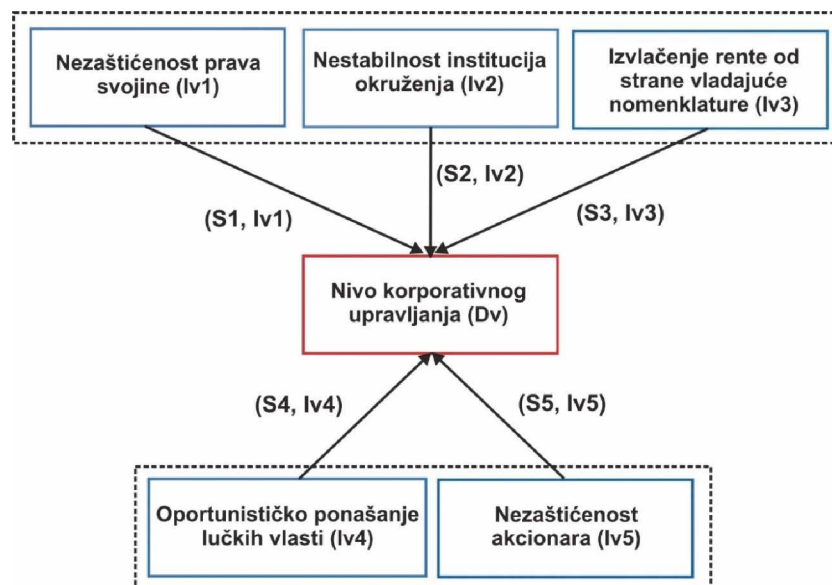 Nezaštićenost prava
svojine (Iv1)
Nestabilnost institucija
okruženja (Iv2)
Izvlačenje rente od
strane vladajuće
nomenklature (Iv3)
(S1, Iv1)
(S2, Iv2)
(S3, Iv3)
Nivo korporativnog
upravljanja (Dv)
(S4, Iv4)
(S5, Iv5)
Oportunističko ponašanje
lučkih vlasti (Iv4)
Nezaštićenost
akcionara (Iv5)